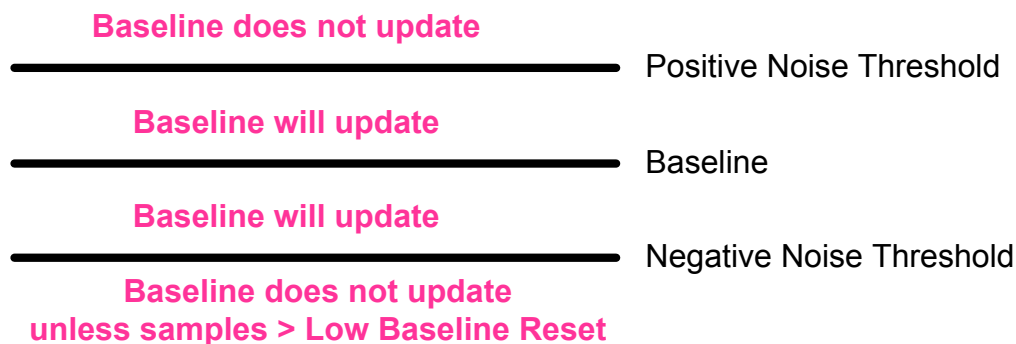 Baseline does not update
Positive Noise Threshold
Baseline will update
Baseline
Baseline will update
Negative Noise Threshold
Baseline does not update
unless samples > Low Baseline Reset